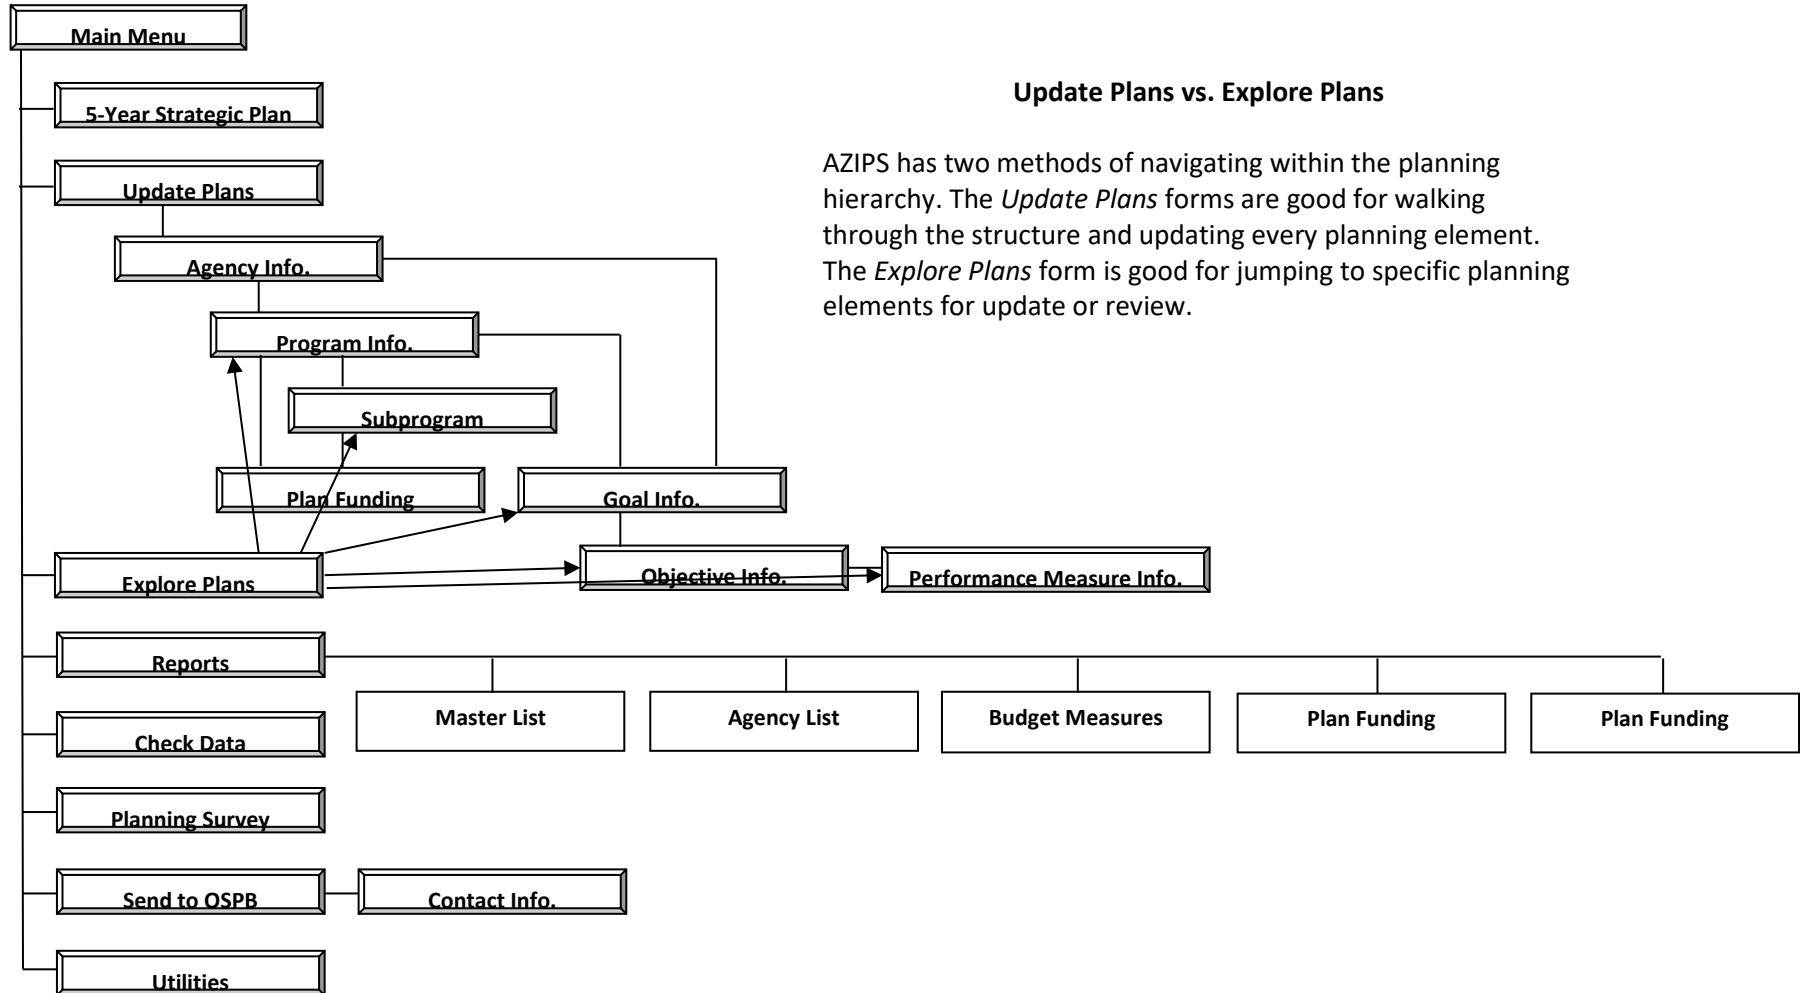 Main Menu
5-Year Strategic Plan
Update Plans vs. Explore Plans
AZIPS has two methods of navigating within the planning
hierarchy. The Update Plans forms are good for walking
through the structure and updating every planning element.
The Explore Plans form is good for jumping to specific planning
elements for update or review.
Update Plans
Agency Info.
Program Info.
Subprogram
Plan Funding
Goal Info.
Explore Plans
Objective Info.
Performance Measure Info.
Reports
Master List
Agency List
Budget Measures
Plan Funding
Plan Funding
Check Data
Planning Survey
Send to OSPB
Contact Info.
Utilities